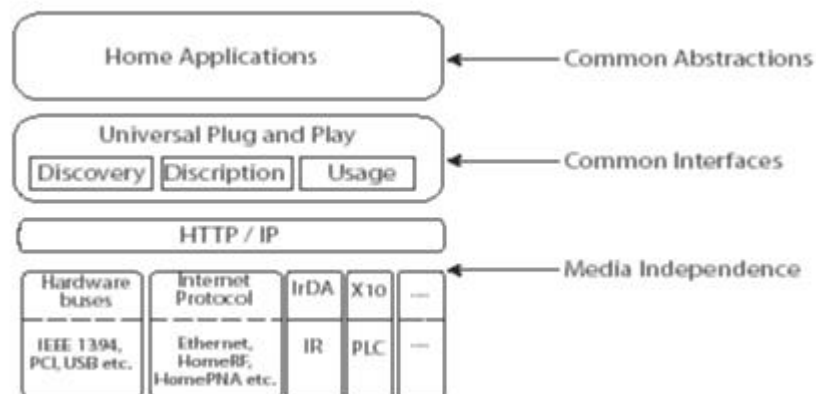 Home Applications
Common Abstractions
Universal Plug and Play
Discovery Discription Usage
Common Interfaces
HTTP / IP
Media Independence
Hardware
buses
Internet
Protocol
IrDA
X10
....
IEEE 1394,
PCI, USB etc.
Ethernet,
HomeRF,
HomePNA etc.
IR
PLC
....